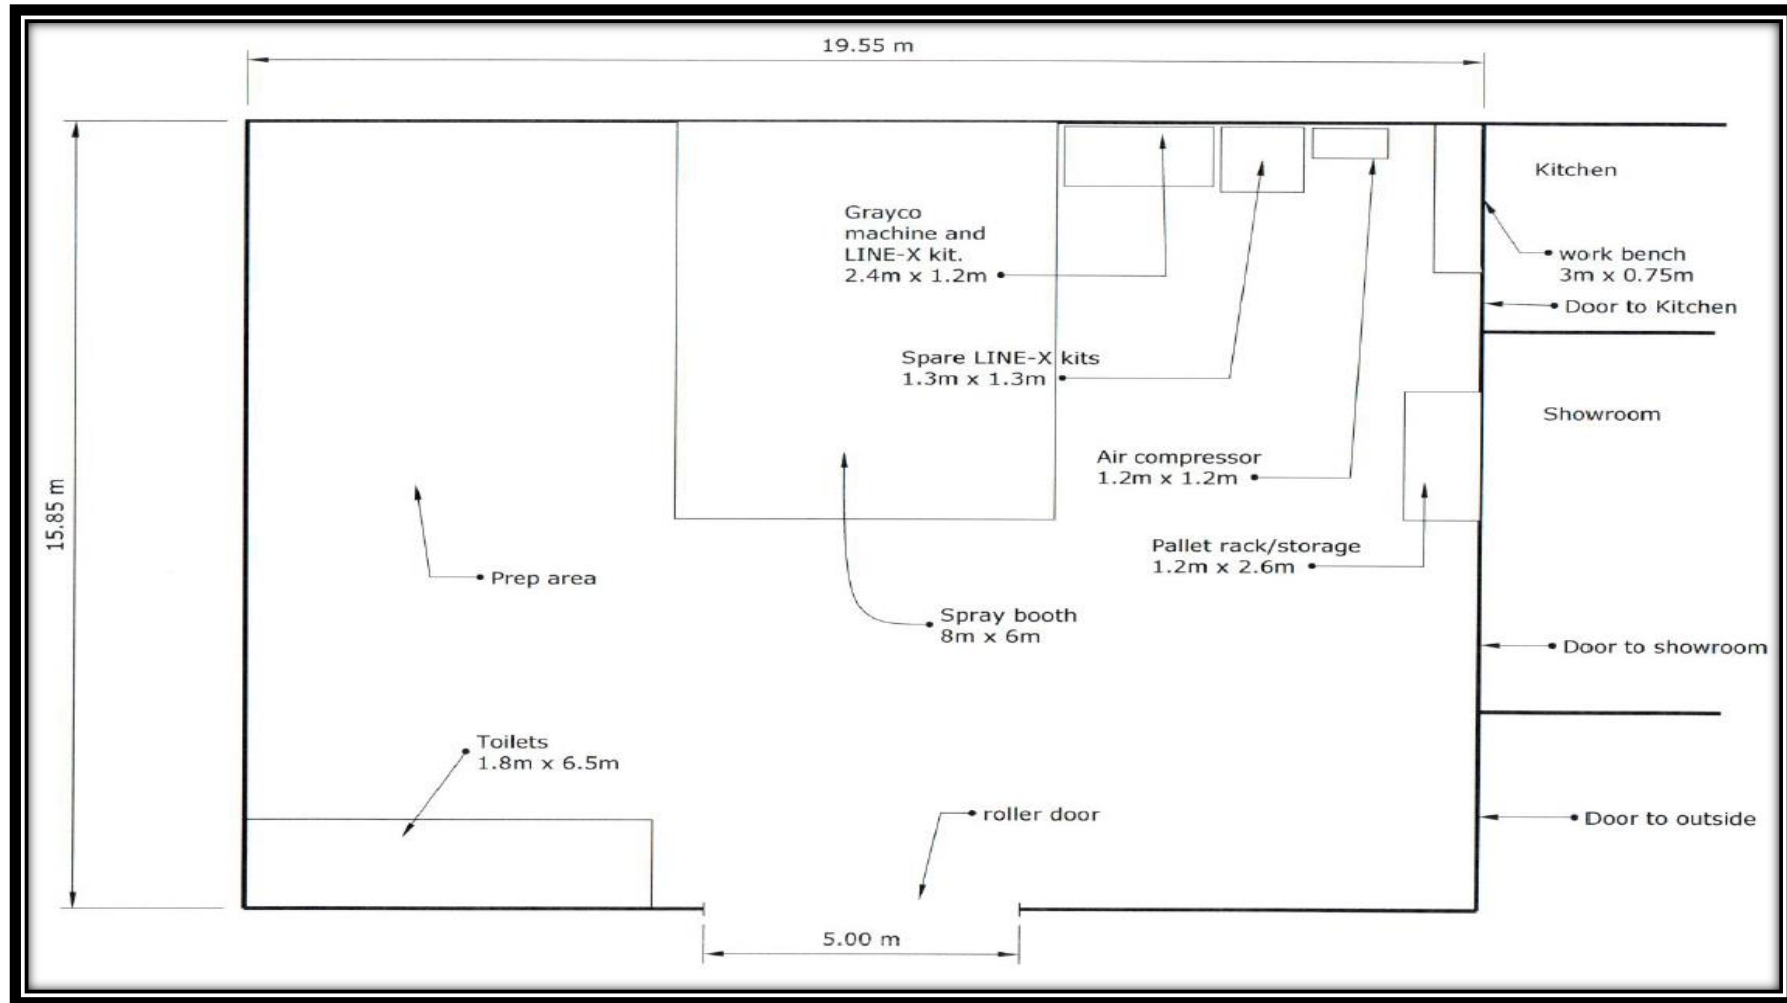 19.55 m
Kitchen
Grayco
machine and
LINE-X kit.
2.4m x 1.2m
work bench
3m x 0.75m
Door to Kitchen
Spare LINE-X kits
1.3m x 1.3m
Showroom
Air compressor
1.2m x 1.2m
15.85 m
Pallet rack/storage
1.2m x 2.6m
Prep area
Spray booth
8m x 6m
Door to showroom
Toilets
1.8m x 6.5m
roller door
Door to outside
5.00 m